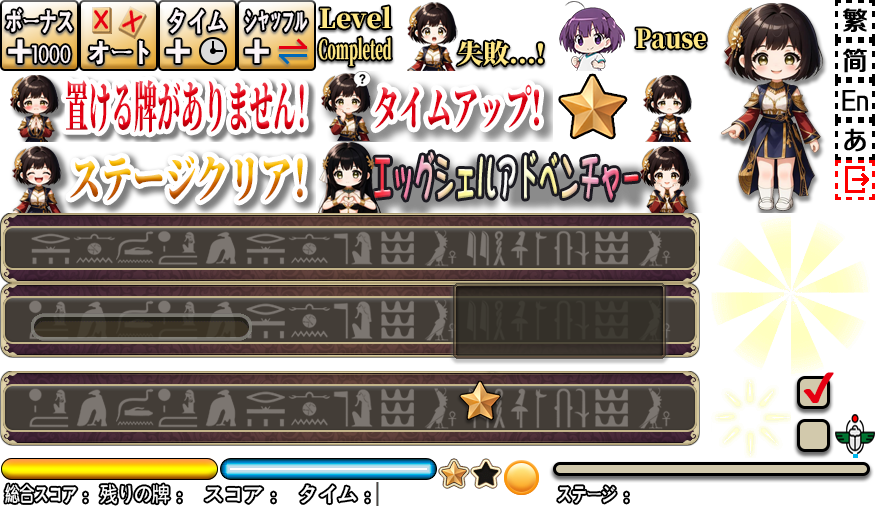 ボーナス
+1000
オート
タイム
+
シャッフル
+
Level
Completed
失敗...!
Pause
繁
简
En
あ
置ける牌がありません!
?
タイムアップ!
ステージクリア!
エッグシェルアドベンチャー
総合スコア: 残りの牌: スコア: タイム:
ステージ: